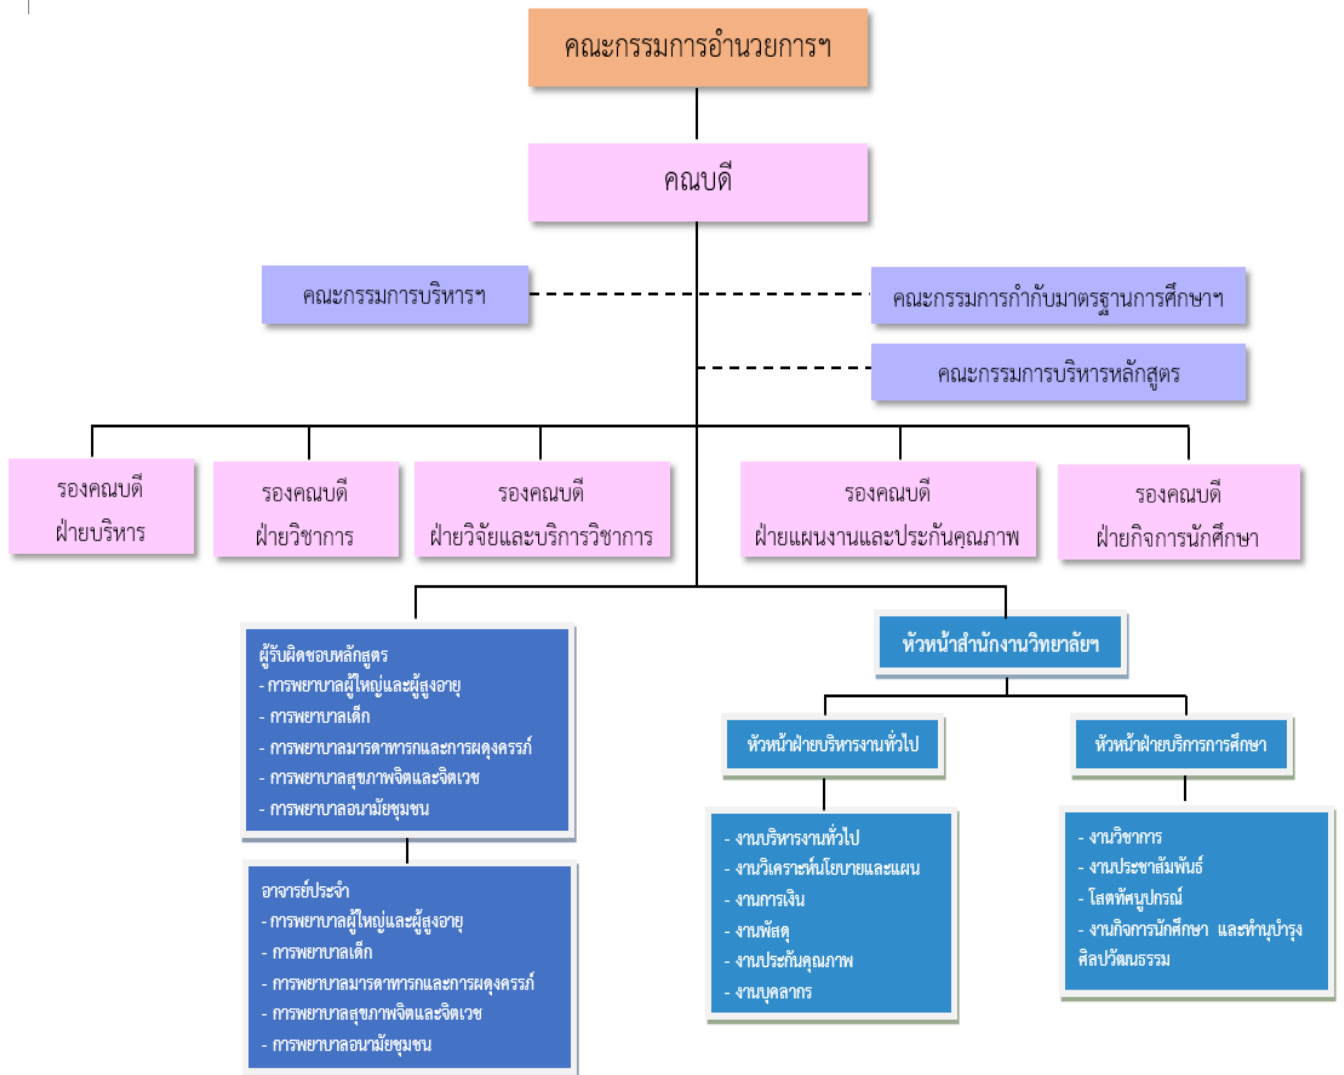 คณะกรรมการอำนวยการฯ
คณบดี
คณะกรรมการบริหารฯ
คณะกรรมการกำกับมาตรฐานการศึกษาฯ
คณะกรรมการบริหารหลักสูตร
รองคณบดี
ฝ่ายบริหาร
รองคณบดี
ฝ่ายวิชาการ
รองคณบดี
ฝ่ายวิจัยและบริการวิชาการ
รองคณบดี
ฝ่ายแผนงานและประกันคุณภาพ
รองคณบดี
ฝ่ายกิจการนักศึกษา
ผู้รับผิดชอบหลักสูตร
- การพยาบาลผู้ใหญ่และผู้สูงอายุ
- การพยาบาลเด็ก
- การพยาบาลมารดาทารกและการผดุงครรภ์
- การพยาบาลสุขภาพจิตและจิตเวช
- การพยาบาลอนามัยชุมชน
อาจารย์ประจำ
- การพยาบาลผู้ใหญ่และผู้สูงอายุ
- การพยาบาลเด็ก
- การพยาบาลมารดาทารกและการผดุงครรภ์
- การพยาบาลสุขภาพจิตและจิตเวช
- การพยาบาลอนามัยชุมชน
หัวหน้าสำนักงานวิทยาลัยฯ
หัวหน้าฝ่ายบริหารงานทั่วไป
- งานบริหารงานทั่วไป
- งานวิเคราะห์นโยบายและแผน
- งานการเงิน
- งานพัสดุ
- งานประกันคุณภาพ
- งานบุคลากร
หัวหน้าฝ่ายบริการการศึกษา
- งานวิชาการ
- งานประชาสัมพันธ์
- โสตทัศนูปกรณ์
- งานกิจการนักศึกษา และทำนุบำรุง
ศิลปวัฒนธรรม